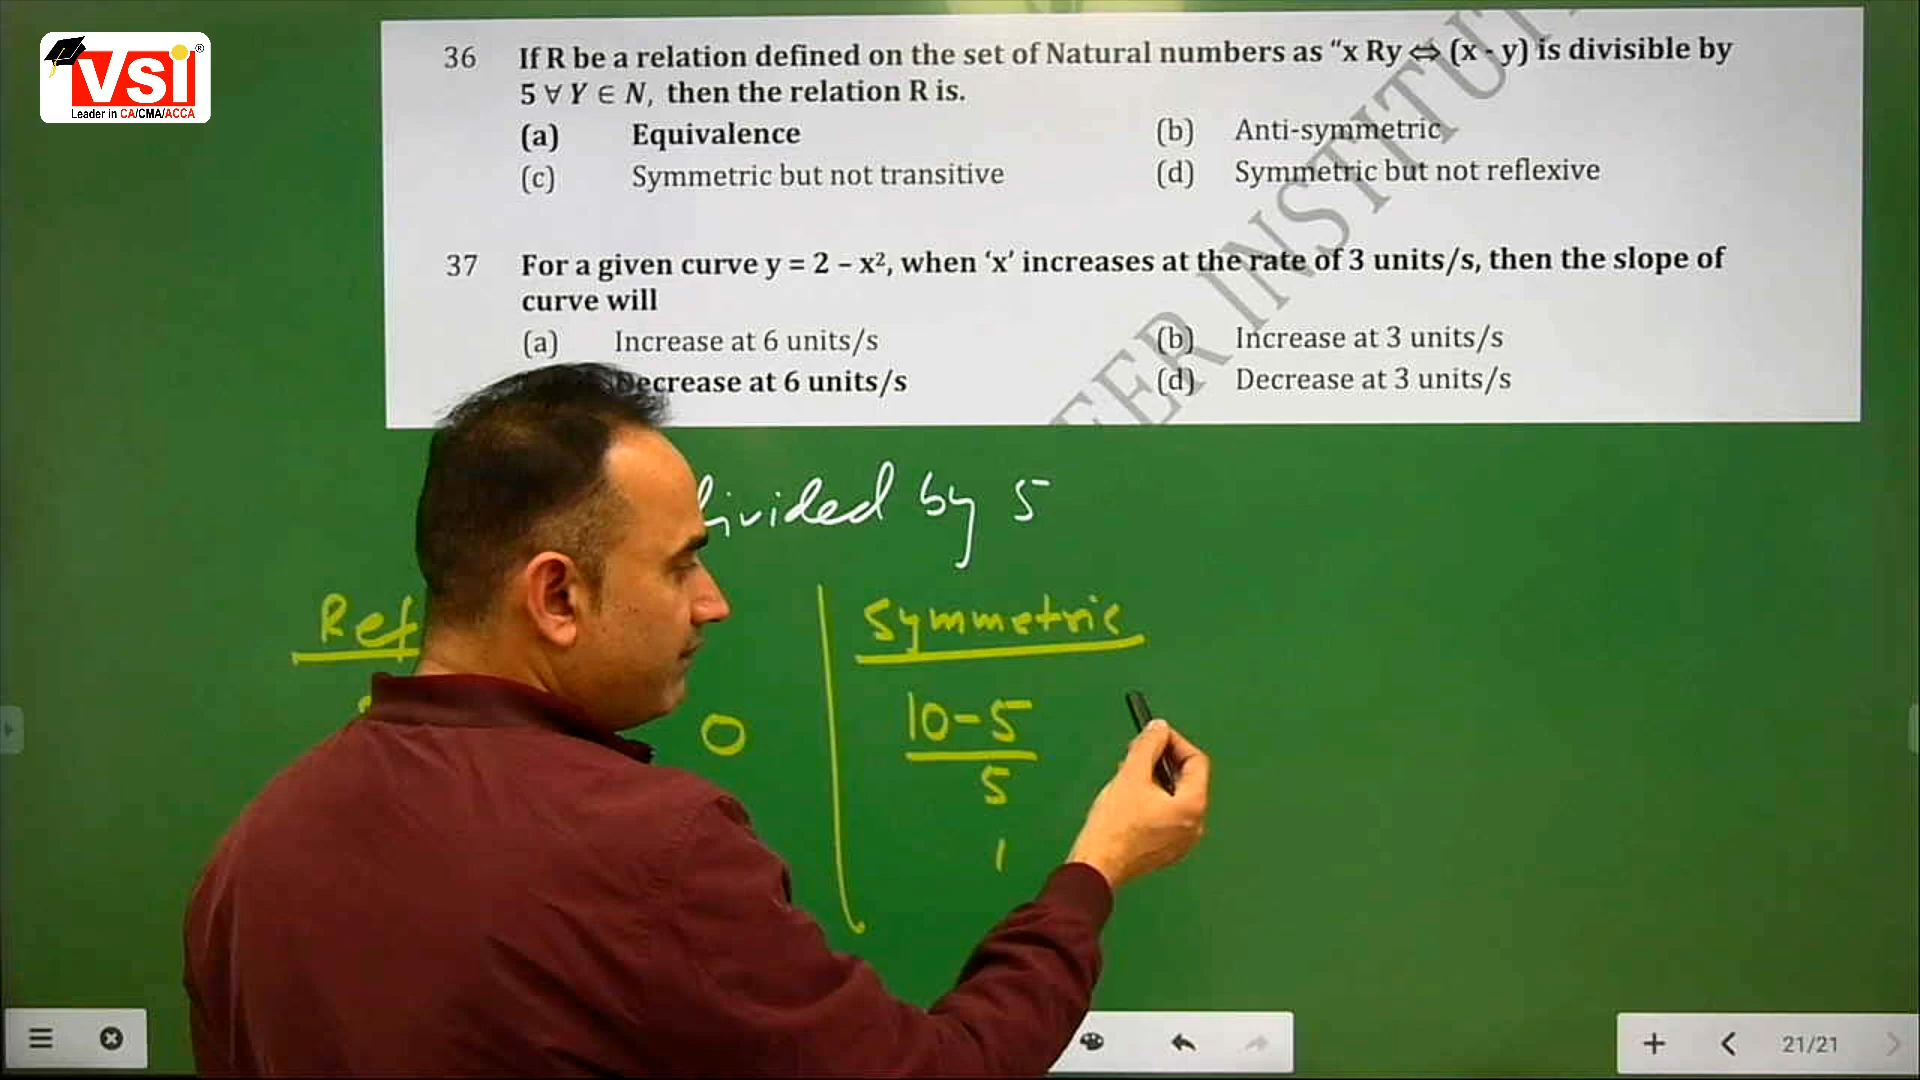 VSI®
Leader in CA/CMA/ACCA
36 If R be a relation defined on the set of Natural numbers as “x Ry ⇔ (x - y) is divisible by
5 ∀ Y ∈ N, then the relation R is.
(a) Equivalence (b) Anti-symmetric
(c) Symmetric but not transitive (d) Symmetric but not reflexive
37 For a given curve y = 2 – x², when ‘x’ increases at the rate of 3 units/s, then the slope of
curve will
(a) Increase at 6 units/s (b) Increase at 3 units/s
Decrease at 6 units/s (d) Decrease at 3 units/s
TER INSTITUT
divided by 5
Ref Symmetric
0 10-5
5
1
21/21